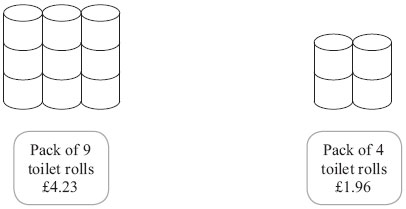 Pack of 9
toilet rolls
£4.23
Pack of 4
toilet rolls
£1.96